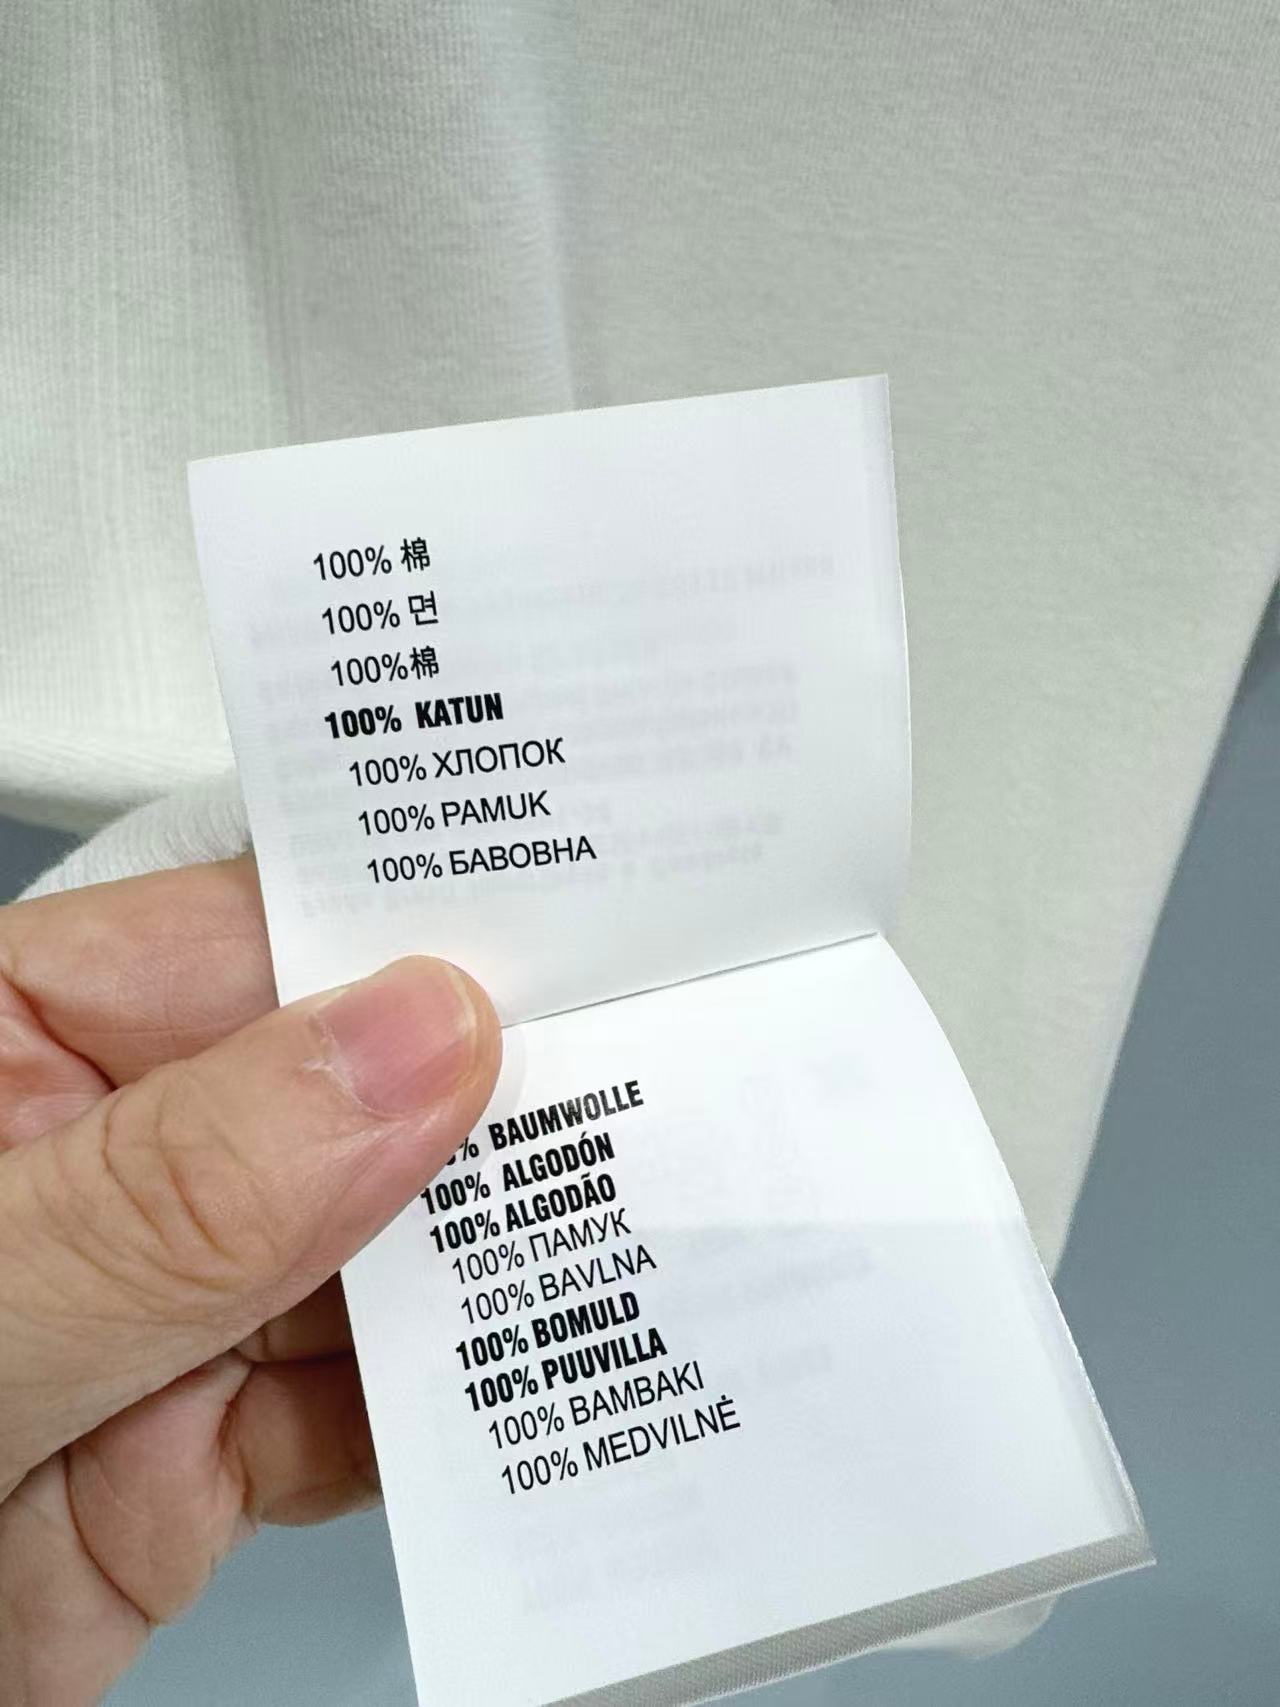 100% 棉
100% 면
100%棉
100% KATUN
100% ХЛОПОК
100% PAMUK
100% БАВОВНА
% BAUMWOLLE
100% ALGODÓN
100% ALGODÃO
100% ПАМУК
100% BAVLNA
100% BOMULD
100% PUUVILLA
100% BAMBAKI
100% MEDVILNĖ